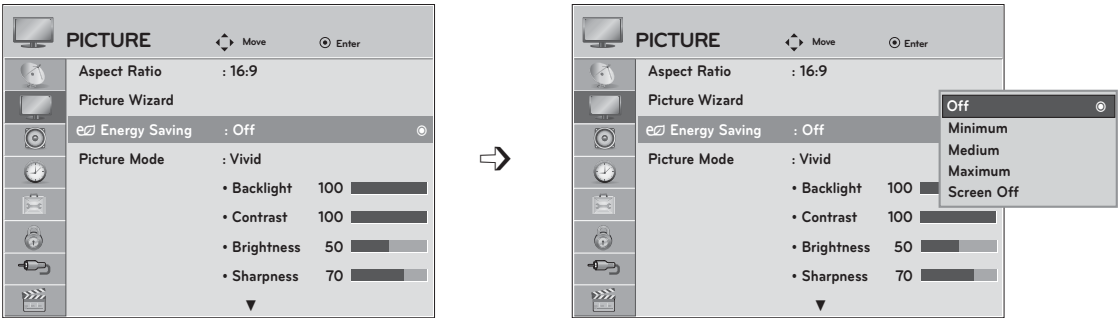 PICTURE Move Enter
Aspect Ratio : 16:9
Picture Wizard
Energy Saving : Off
Picture Mode : Vivid
• Backlight 100
• Contrast 100
• Brightness 50
• Sharpness 70
PICTURE Move Enter
Aspect Ratio : 16:9
Picture Wizard
Energy Saving : Off
Picture Mode : Vivid
• Backlight 100
• Contrast 100
• Brightness 50
• Sharpness 70
Off
Minimum
Medium
Maximum
Screen Off